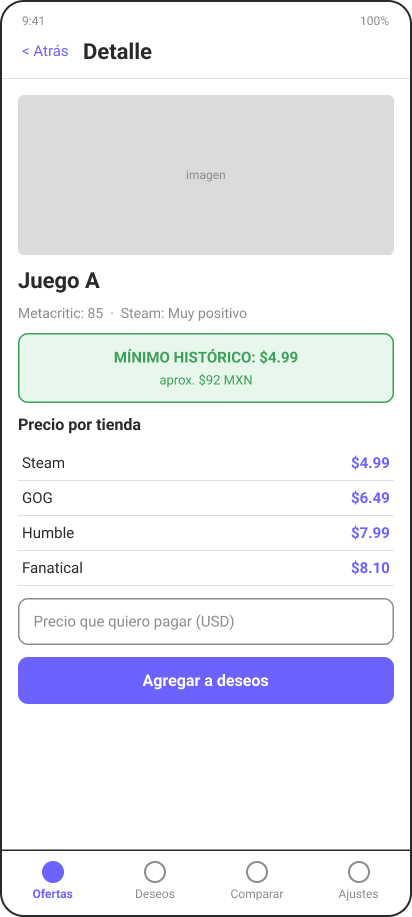 9:41 100%
< Atrás Detalle
imagen
Juego A
Metacritic: 85 · Steam: Muy positivo
MÍNIMO HISTÓRICO: $4.99
aprox. $92 MXN
Precio por tienda
Steam $4.99
GOG $6.49
Humble $7.99
Fanatical $8.10
Precio que quiero pagar (USD)
Agregar a deseos
Ofertas Deseos Comparar Ajustes